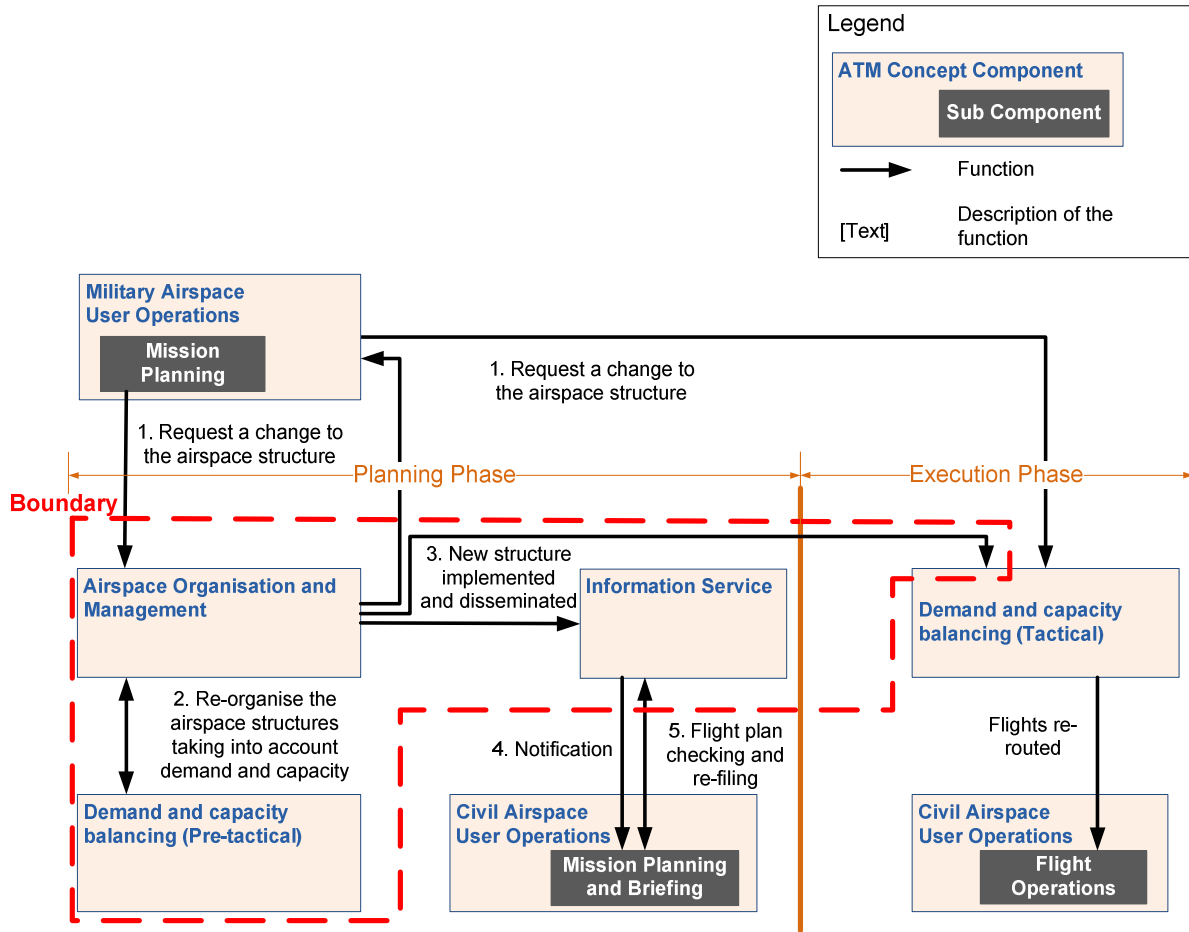 Legend
ATM Concept Component
Sub Component
Function
[Text]
Description of the
function
Military Airspace
User Operations
Mission
Planning
1. Request a change to
the airspace structure
1. Request a change to
the airspace structure
Planning Phase
Execution Phase
Boundary
Airspace Organisation and
Management
3. New structure
implemented
and disseminated
Information Service
Demand and capacity
balancing (Tactical)
2. Re-organise the
airspace structures
taking into account
demand and capacity
4. Notification
5. Flight plan
checking and
re-filing
Flights re-
routed
Demand and capacity
balancing (Pre-tactical)
Civil Airspace
User Operations
Mission Planning
and Briefing
Civil Airspace
User Operations
Flight
Operations